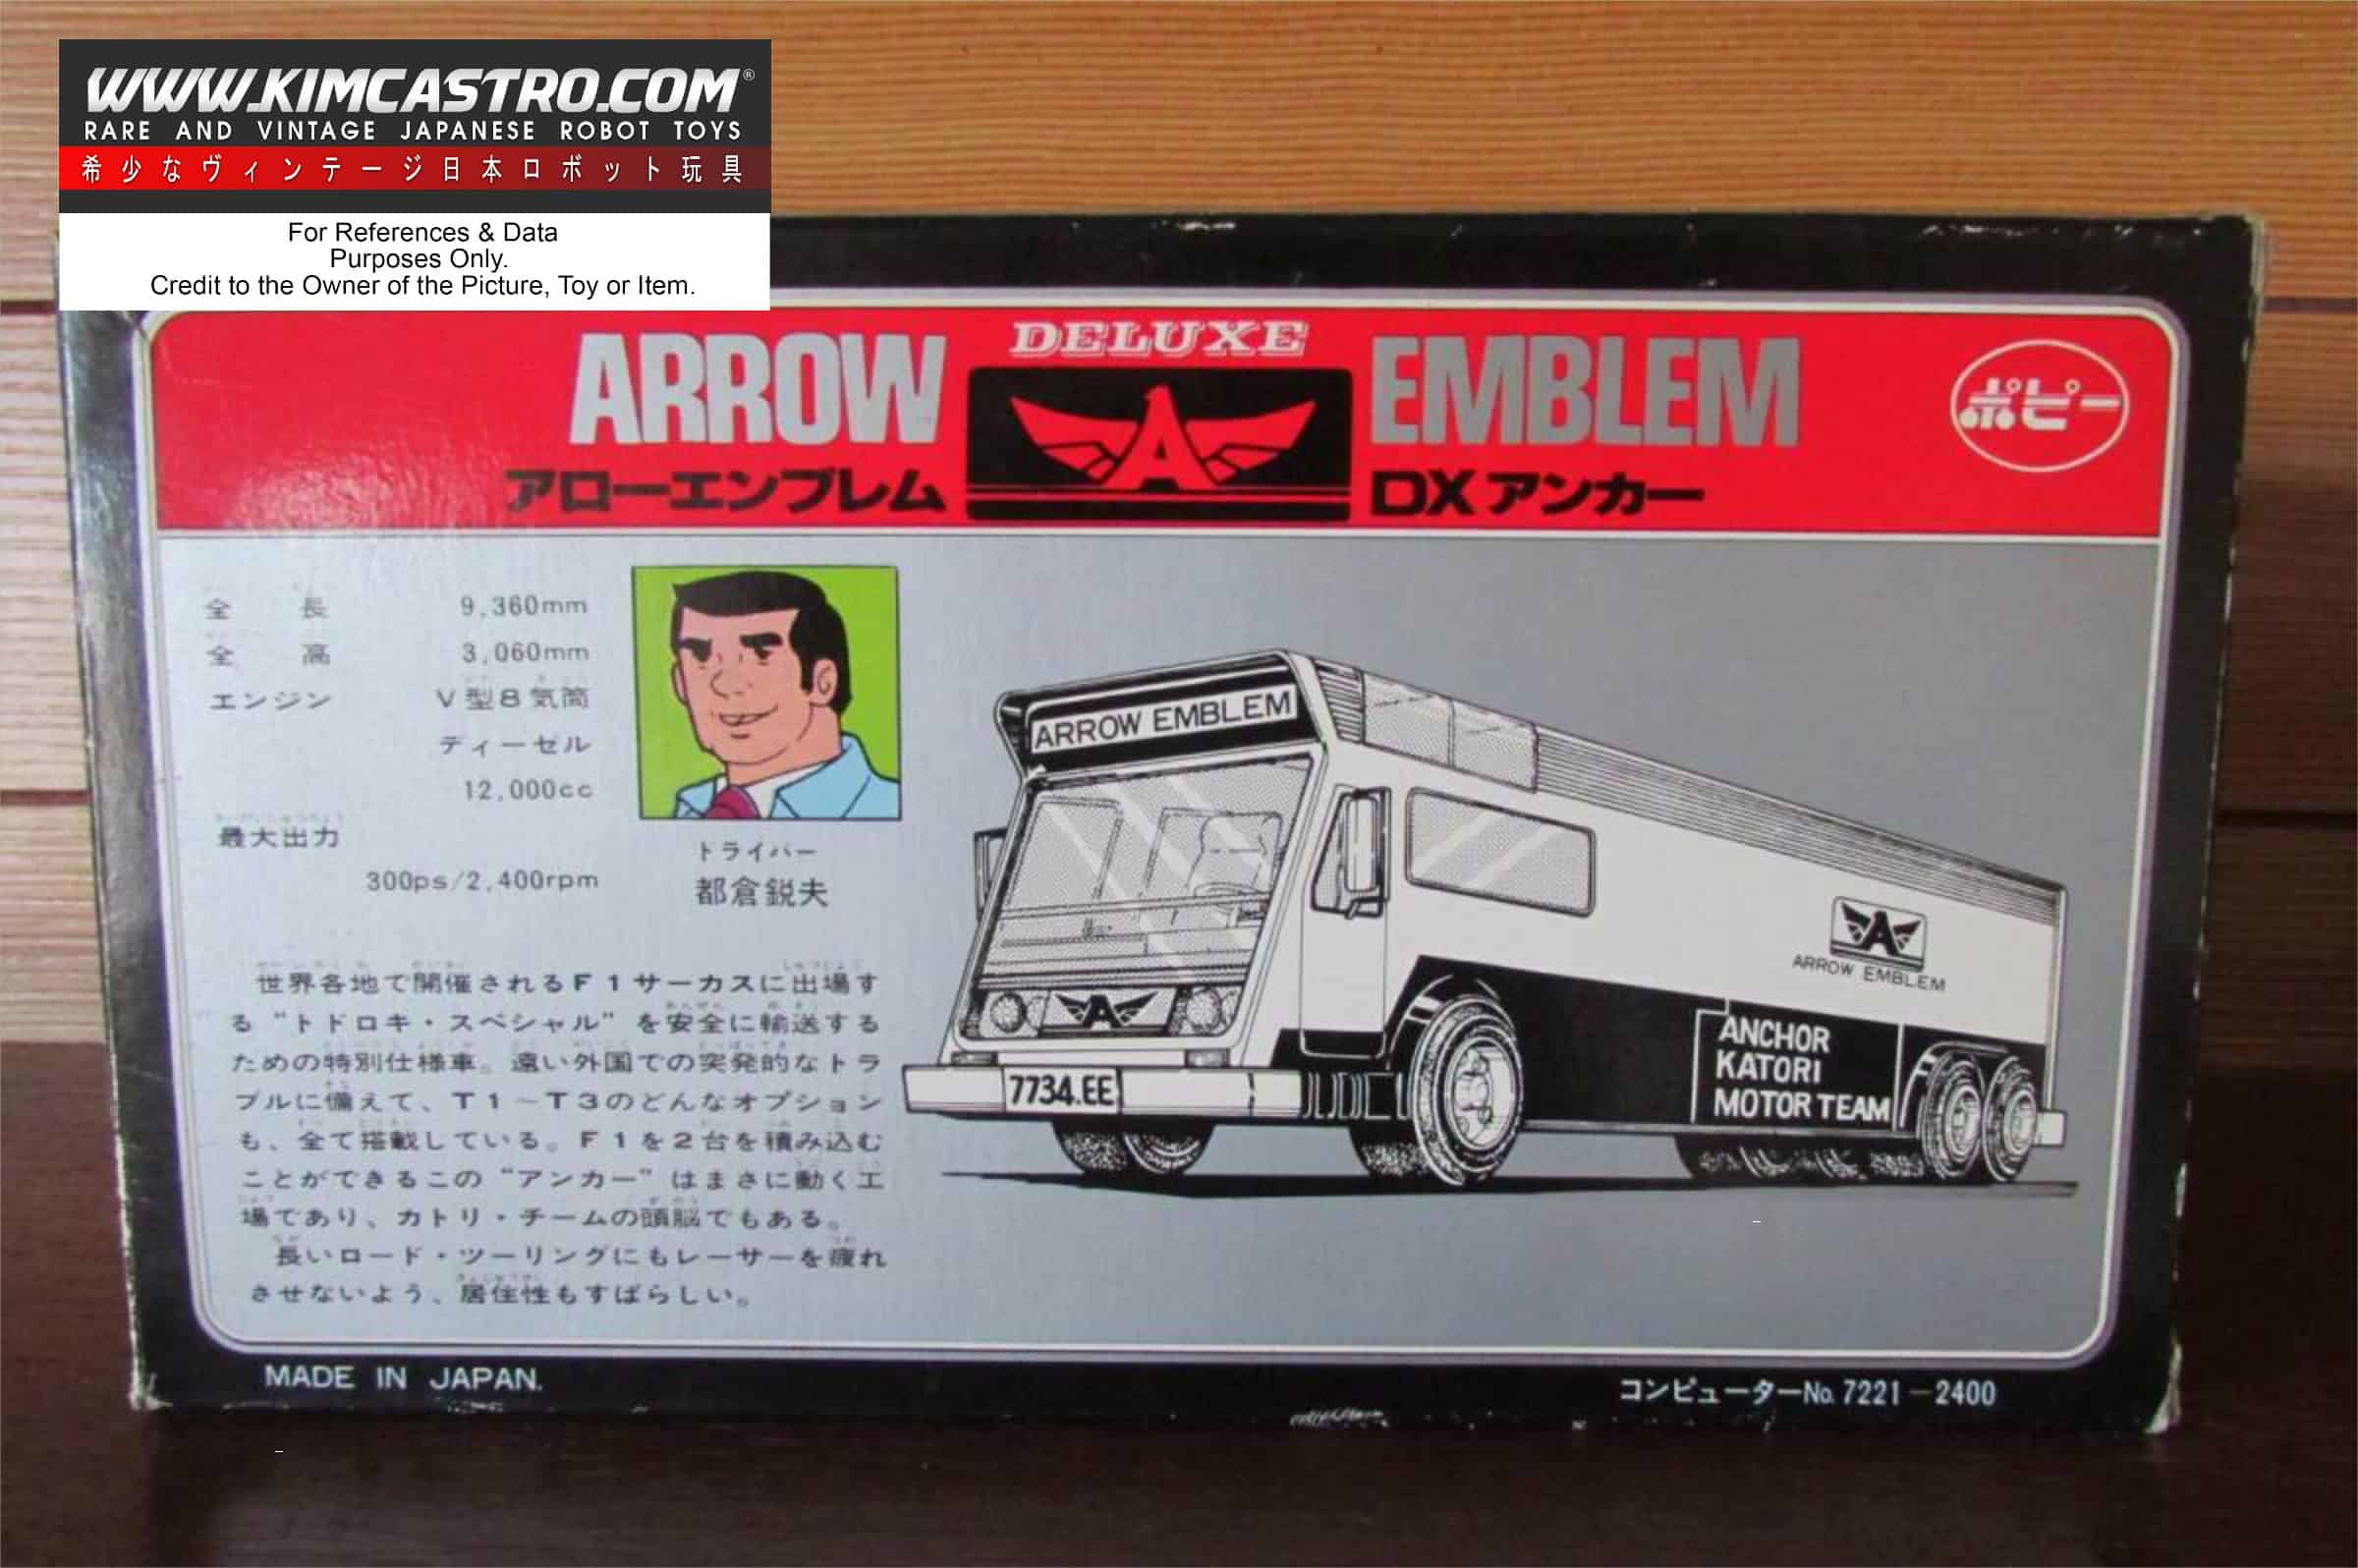 WWW.KIMCASTRO.COM®
RARE AND VINTAGE JAPANESE ROBOT TOYS
希少なヴィンテージ日本ロボット玩具
For References & Data
Purposes Only.
Credit to the Owner of the Picture, Toy or Item.
DELUXE
ARROW A EMBLEM
ポピー
アローエンブレム DXアンカー
全長 9,360mm
全高 3,060mm
エンジン V型8気筒
ディーゼル
12,000cc
最大出力
300ps/2,400rpm
ドライバー
都倉鋭夫
世界各地で開催されるF1サーカスに出場す
る“トドロキ・スペシャル”を安全に輸送する
ための特別仕様車。遠い外国での突発的なトラ
ブルに備えて、T1~T3のどんなオプション
も、全て搭載している。F1を2台を積み込む
ことができるこの“アンカー”はまさに動く工
場であり、カトリ・チームの頭脳でもある。
長いロード・ツーリングにもレーサーを疲れ
させないよう、居住性もすばらしい。
ARROW EMBLEM
A
7734.EE
A
ARROW EMBLEM
ANCHOR
KATORI
MOTOR TEAM
MADE IN JAPAN.
コンピューターNo.7221-2400